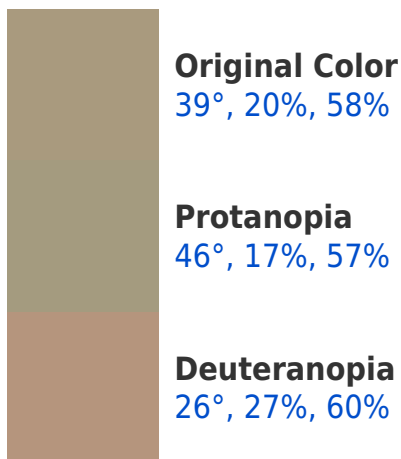 Original Color
39°, 20%, 58%
Protanopia
46°, 17%, 57%
Deuteranopia
26°, 27%, 60%